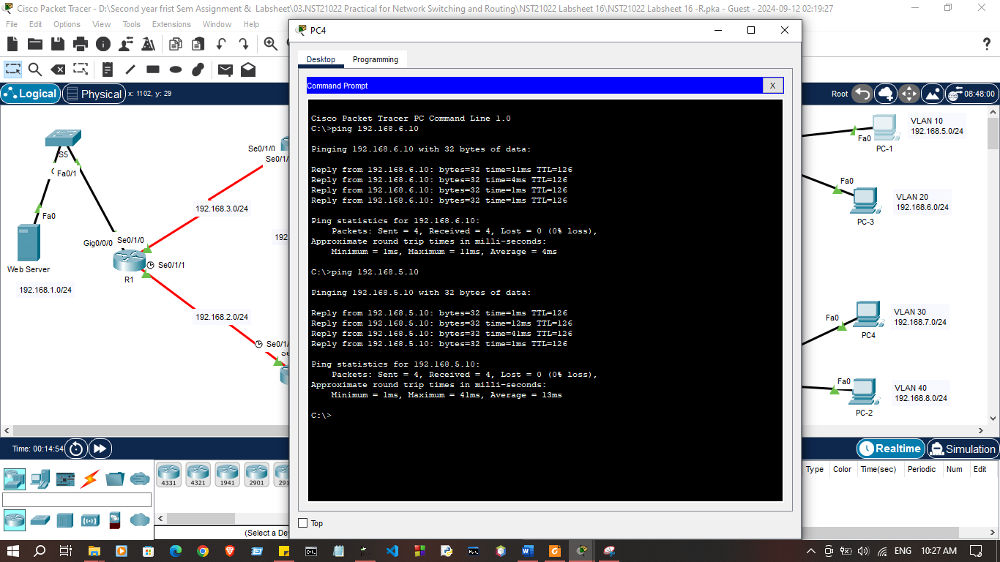 Cisco Packet Tracer - D:\Second year frist Sem Assignment & Labsheet\03.NST21022 Practical for Network Switching and Routing\NST21022 Labsheet 16\NST21022 Labsheet 16 -R.pka - Guest - 2024-09-12 02:19:27
File Edit Options View Tools Extensions Window Help
Logical Physical x: 1102, y: 29
Root 08:48:00
S5
Fa0/1
Fa0
Web Server
192.168.1.0/24
Gig0/0/0
Se0/1/0
Se0/1/1
R1
Se0/1/0
Se0/1/
192.168.3.0/24
192
192.168.2.0/24
Se0/1/
PC4
Desktop Programming
Command Prompt X
Cisco Packet Tracer PC Command Line 1.0
C:\>ping 192.168.6.10
Pinging 192.168.6.10 with 32 bytes of data:
Reply from 192.168.6.10: bytes=32 time=11ms TTL=126
Reply from 192.168.6.10: bytes=32 time=4ms TTL=126
Reply from 192.168.6.10: bytes=32 time=1ms TTL=126
Reply from 192.168.6.10: bytes=32 time=1ms TTL=126
Ping statistics for 192.168.6.10:
Packets: Sent = 4, Received = 4, Lost = 0 (0% loss),
Approximate round trip times in milli-seconds:
Minimum = 1ms, Maximum = 11ms, Average = 4ms
C:\>ping 192.168.5.10
Pinging 192.168.5.10 with 32 bytes of data:
Reply from 192.168.5.10: bytes=32 time=1ms TTL=126
Reply from 192.168.5.10: bytes=32 time=12ms TTL=126
Reply from 192.168.5.10: bytes=32 time=41ms TTL=126
Reply from 192.168.5.10: bytes=32 time=1ms TTL=126
Ping statistics for 192.168.5.10:
Packets: Sent = 4, Received = 4, Lost = 0 (0% loss),
Approximate round trip times in milli-seconds:
Minimum = 1ms, Maximum = 41ms, Average = 13ms
C:\>
Top
Fa0
PC-1
VLAN 10
192.168.5.0/24
Fa0
PC-3
VLAN 20
192.168.6.0/24
Fa0
PC4
VLAN 30
192.168.7.0/24
Fa0
PC-2
VLAN 40
192.168.8.0/24
Time: 00:14:54
Realtime Simulation
4331 4321 1941 2901 291
(Select a De
Type Color Time(sec) Periodic Num Edit
ENG 10:27 AM